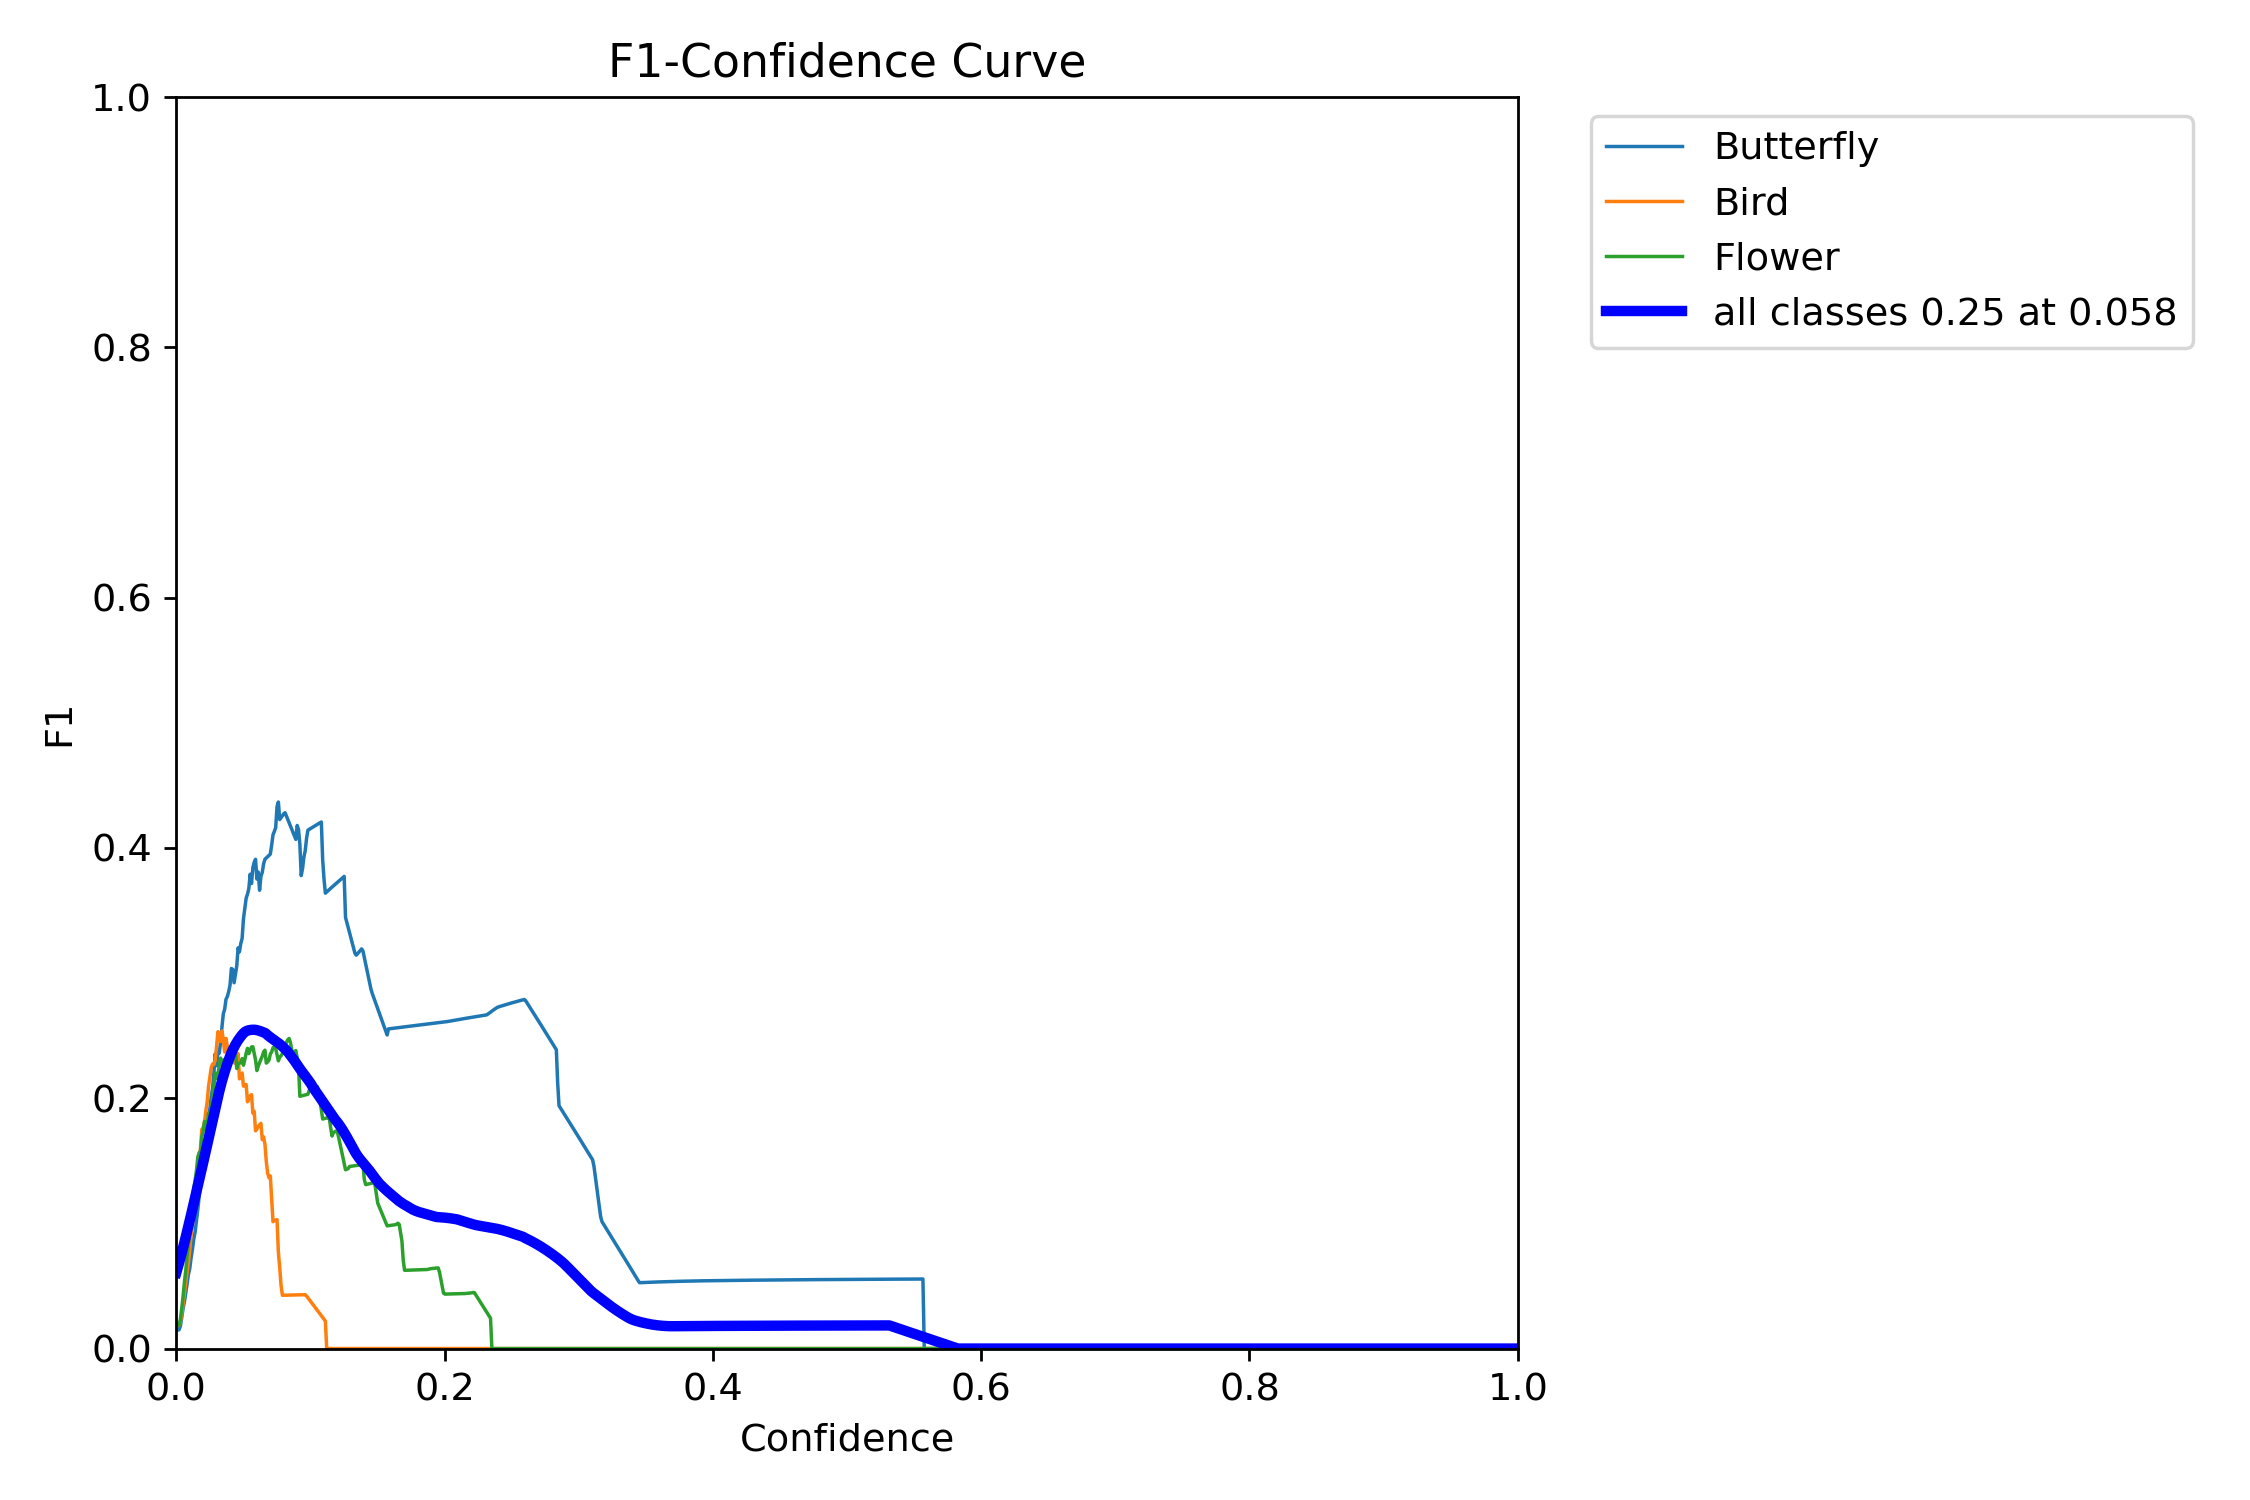 F1-Confidence Curve
1.0
0.8
0.6
0.4
0.2
0.0
F1
0.0 0.2 0.4 0.6 0.8 1.0
Confidence
Butterfly
Bird
Flower
all classes 0.25 at 0.058